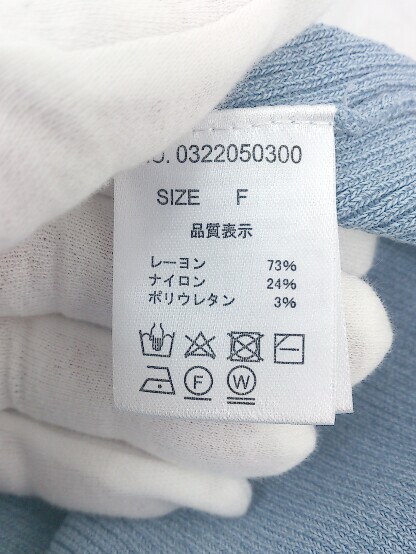 0322050300
SIZE F
品質表示
レーヨン 73%
ナイロン 24%
ポリウレタン 3%
F W